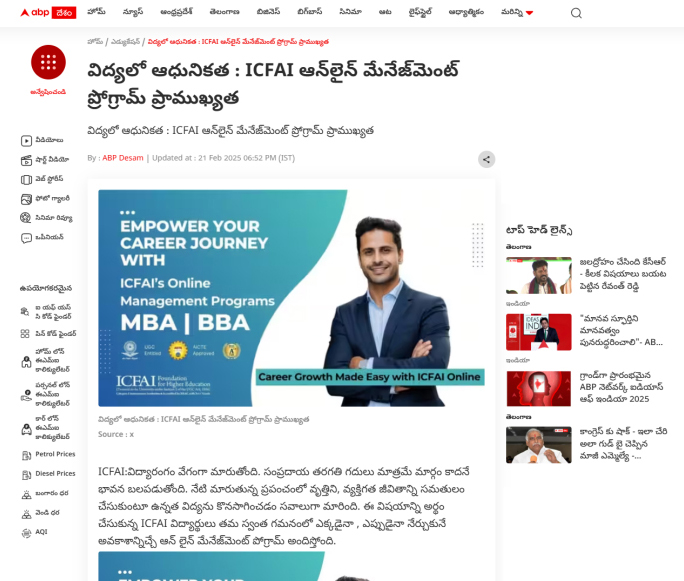 abp దేశం
హోమ్ న్యూస్ ఆంధ్రప్రదేశ్ తెలంగాణ బిజినెస్ బిగ్‌బాస్ సినిమా ఆట లైఫ్‌స్టైల్ ఆధ్యాత్మికం మరిన్ని
హోమ్ / ఎడ్యుకేషన్ / విద్యలో ఆధునికత : ICFAI ఆన్‌లైన్ మేనేజ్‌మెంట్ ప్రోగ్రామ్ ప్రాముఖ్యత
అన్వేషించండి
విద్యలో ఆధునికత : ICFAI ఆన్‌లైన్ మేనేజ్‌మెంట్
ప్రోగ్రామ్ ప్రాముఖ్యత
విద్యలో ఆధునికత : ICFAI ఆన్‌లైన్ మేనేజ్‌మెంట్ ప్రోగ్రామ్ ప్రాముఖ్యత
By : ABP Desam | Updated at : 21 Feb 2025 06:52 PM (IST)
వీడియోలు
షార్ట్ వీడియో
వెబ్ స్టోరీస్
ఫోటో గ్యాలరీ
సినిమా రివ్యూ
ఒపీనియన్
ఉపయోగకరమైన
ఐ యఫ్ యస్
సి కోడ్ ఫైండర్
పిన్ కోడ్ ఫైండర్
హోమ్ లోన్
ఈఎమ్ఐ
కాలిక్యులేటర్
పర్సనల్ లోన్
ఈఎమ్ఐ
కాలిక్యులేటర్
కార్ లోన్
ఈఎమ్ఐ
కాలిక్యులేటర్
Petrol Prices
Diesel Prices
బంగారం ధర
వెండి ధర
AQI
EMPOWER YOUR
CAREER JOURNEY
WITH
ICFAI's Online
Management Programs
MBA | BBA
UGC
Entitled
AICTE
Approved
ICFAI Foundation
for Higher Education
Career Growth Made Easy with ICFAI Online
విద్యలో ఆధునికత : ICFAI ఆన్‌లైన్ మేనేజ్‌మెంట్ ప్రోగ్రామ్ ప్రాముఖ్యత
Source : x
ICFAI:విద్యారంగం వేగంగా మారుతోంది. సంప్రదాయ తరగతి గదులు మాత్రమే మార్గం కాదనే
భావన బలపడుతోంది. నేటి మారుతున్న ప్రపంచంలో వృత్తిని, వ్యక్తిగత జీవితాన్ని సమతులం
చేసుకుంటూ ఉన్నత విద్యను కొనసాగించడం సవాలుగా మారింది. ఈ విషయాన్ని అర్థం
చేసుకున్న ICFAI విద్యార్థులు తమ స్వంత గమనంలో ఎక్కడైనా , ఎప్పుడైనా నేర్చుకునే
అవకాశాన్నిచ్చే ఆన్ లైన్ మేనేజ్‌మెంట్ పోగ్రామ్ అందిస్తోంది.
టాప్ హెడ్ లైన్స్
తెలంగాణ
జలద్రోహం చేసింది కేసీఆర్
- కీలక విషయాలు బయట
పెట్టిన రేవంత్ రెడ్డి
ఇండియా
"మానవ స్ఫూర్తిని
మానవత్వం
పునరుద్ధరించాలి"- AB...
ఇండియా
గ్రాండ్‌గా ప్రారంభమైన
ABP నెట్‌వర్క్ ఐడియాస్
ఆఫ్ ఇండియా 2025
తెలంగాణ
కాంగ్రెస్ కు షాక్ - ఇలా చేరి
అలా గుడ్ బై చెప్పిన
మాజీ ఎమ్మెల్యే -...